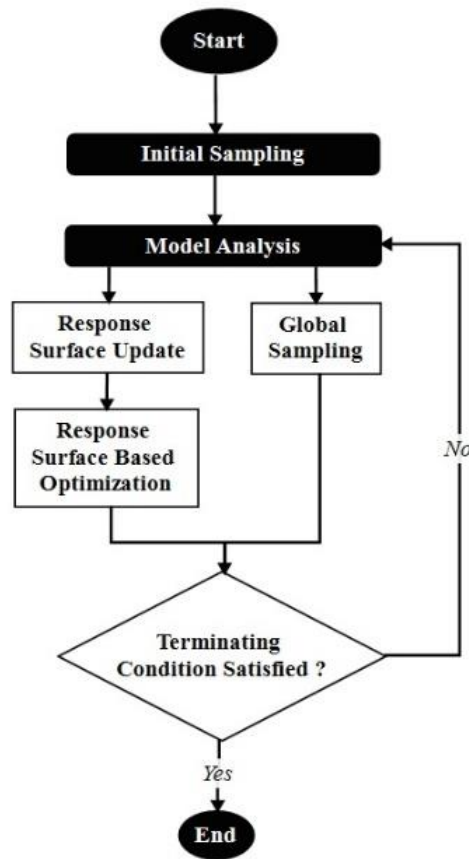 Start
Initial Sampling
Model Analysis
Response
Surface Update
Global
Sampling
Response
Surface Based
Optimization
No
Terminating
Condition Satisfied ?
Yes
End